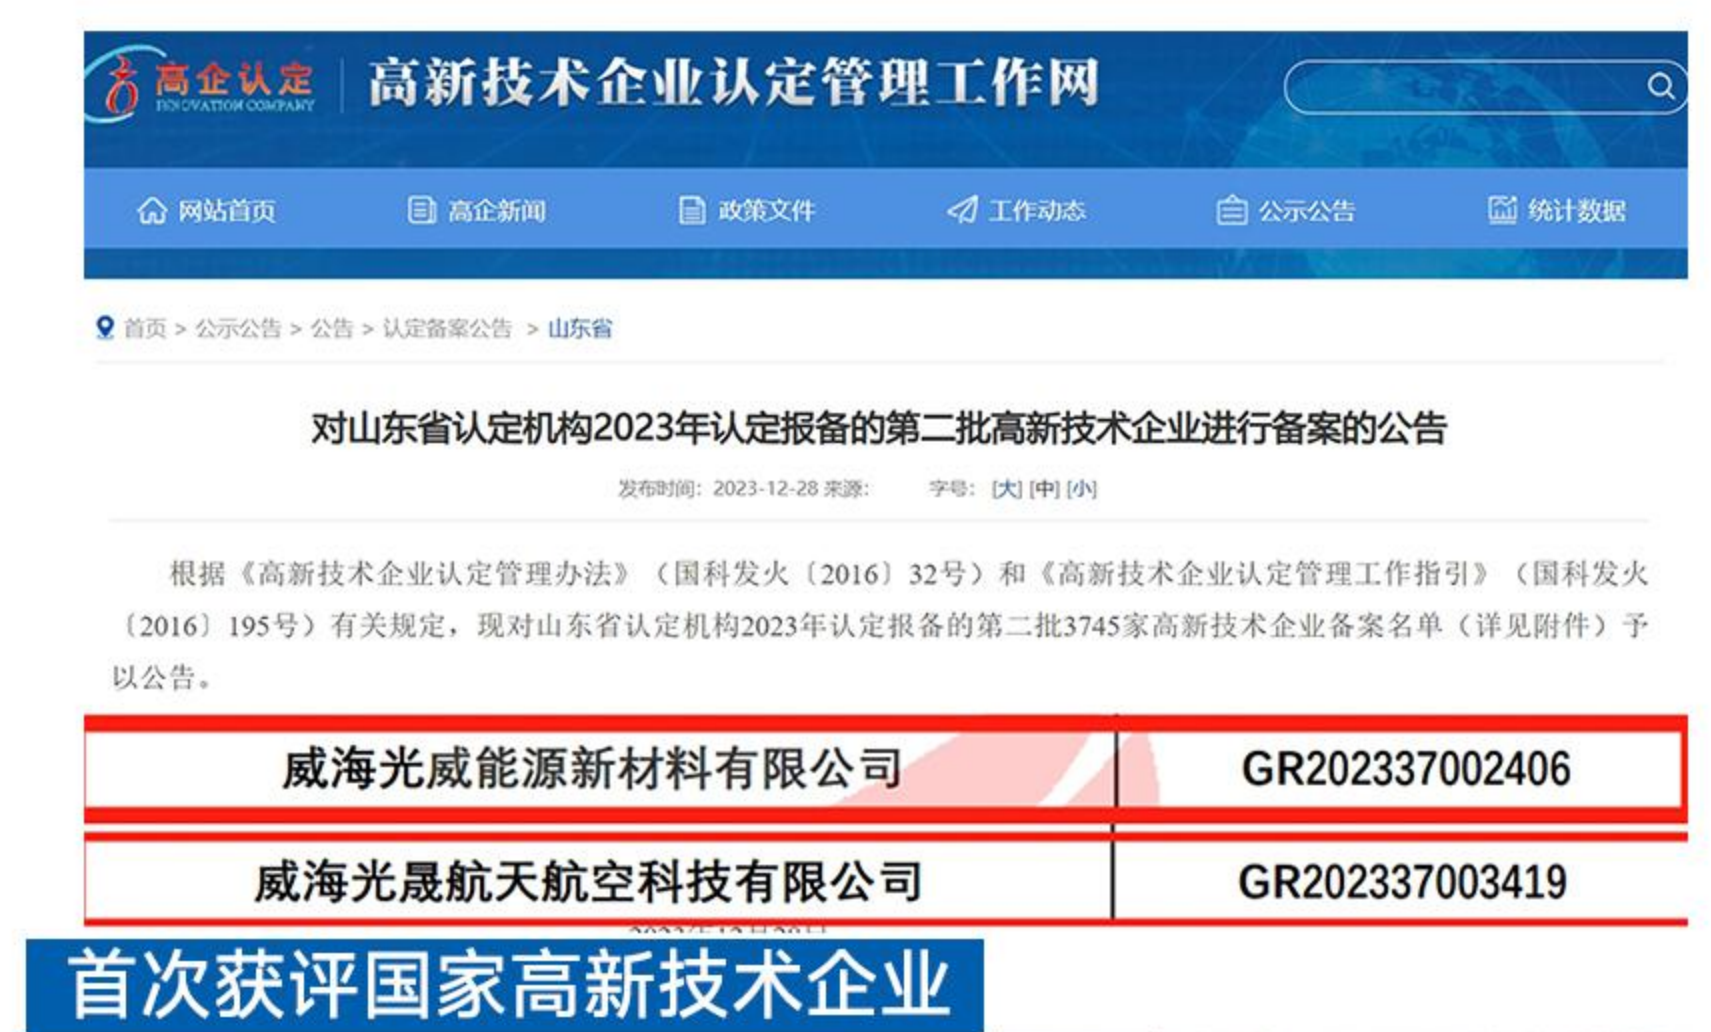 高企认定
INNOVATION COMPANY
高新技术企业认定管理工作网
网站首页 高企新闻 政策文件 工作动态 公示公告 统计数据
首页 > 公示公告 > 公告 > 认定备案公告 > 山东省
对山东省认定机构2023年认定报备的第二批高新技术企业进行备案的公告
发布时间：2023-12-28 来源： 字号： [大] [中] [小]
根据《高新技术企业认定管理办法》（国科发火〔2016〕32号）和《高新技术企业认定管理工作指引》（国科发火
〔2016〕195号）有关规定，现对山东省认定机构2023年认定报备的第二批3745家高新技术企业备案名单（详见附件）予
以公告。
威海光威能源新材料有限公司 GR202337002406
威海光晟航天航空科技有限公司 GR202337003419
首次获评国家高新技术企业